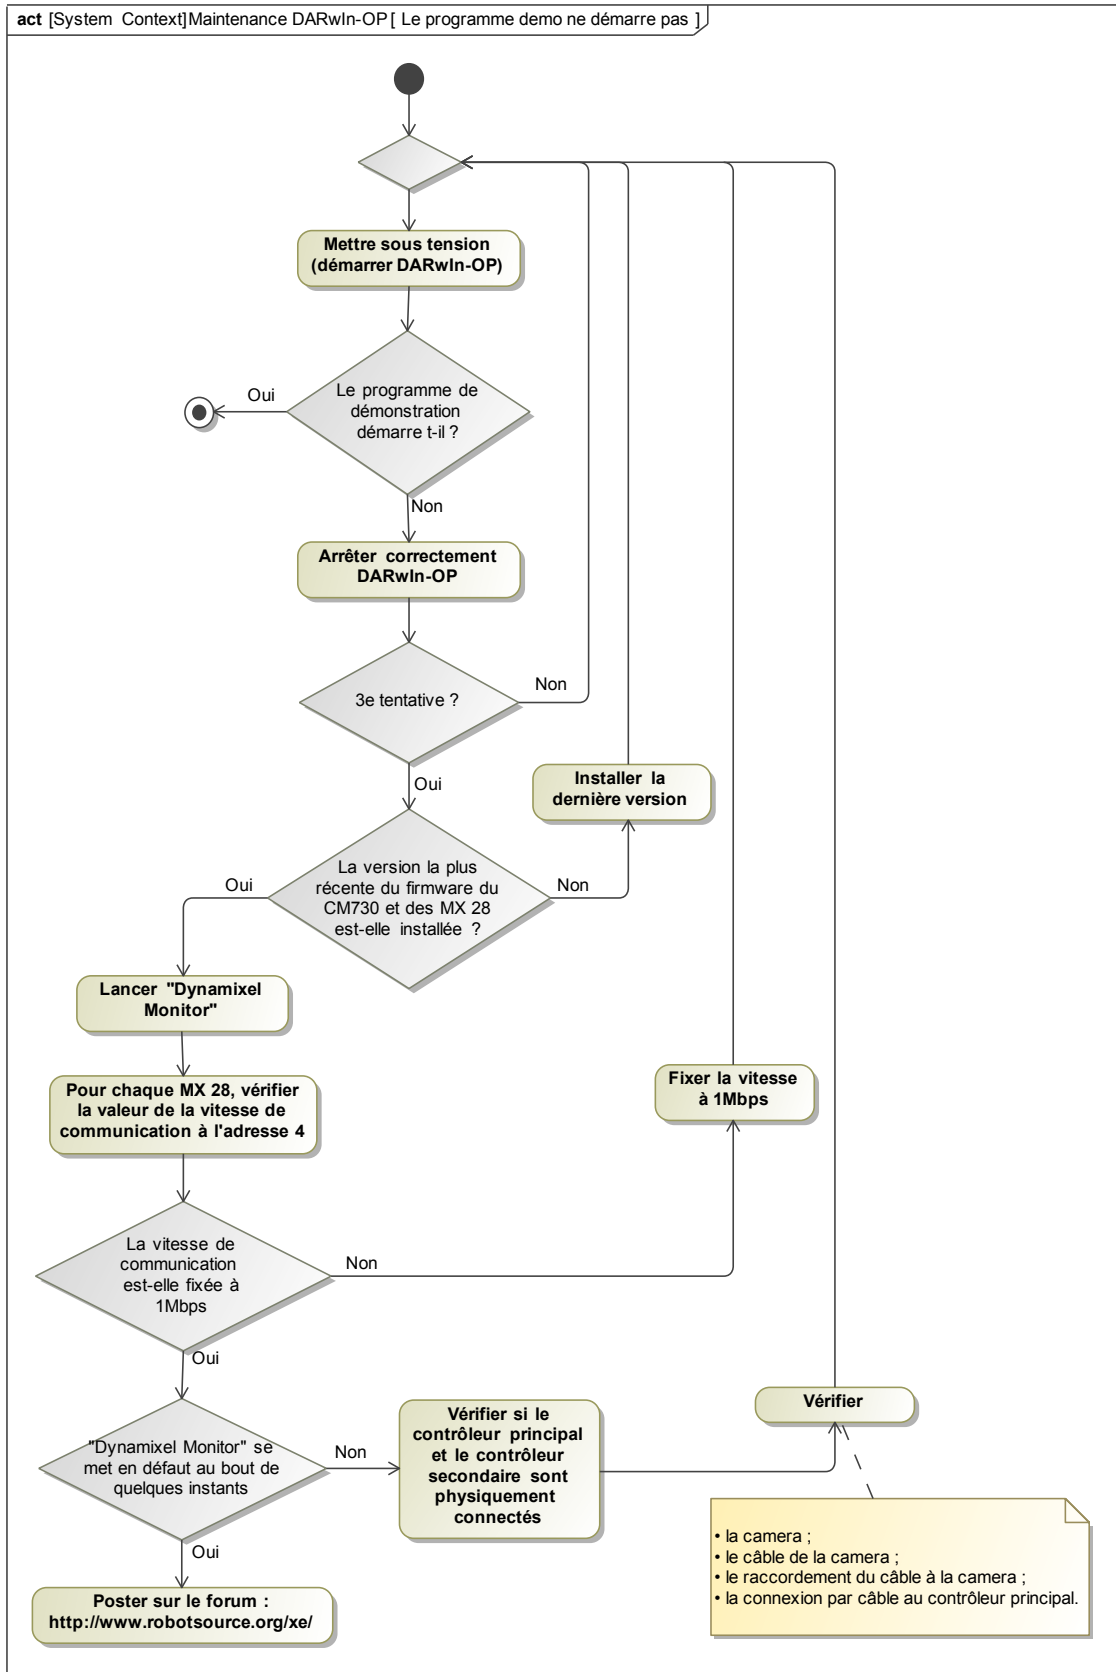 act [System Context]Maintenance DARwIn-OP [ Le programme demo ne démarre pas ]
Mettre sous tension
(démarrer DARwIn-OP)
Oui
Le programme de
démonstration
démarre t-il ?
Non
Arrêter correctement
DARwIn-OP
3e tentative ?
Non
Oui
Installer la
dernière version
La version la plus
récente du firmware du
CM730 et des MX 28
est-elle installée ?
Oui
Non
Lancer "Dynamixel
Monitor"
Pour chaque MX 28, vérifier
la valeur de la vitesse de
communication à l'adresse 4
Fixer la vitesse
à 1Mbps
La vitesse de
communication
est-elle fixée à
1Mbps
Non
Oui
"Dynamixel Monitor" se
met en défaut au bout de
quelques instants
Non
Vérifier si le
contrôleur principal
et le contrôleur
secondaire sont
physiquement
connectés
Vérifier
• la camera ;
• le câble de la camera ;
• le raccordement du câble à la camera ;
• la connexion par câble au contrôleur principal.
Oui
Poster sur le forum :
http://www.robotsource.org/xe/